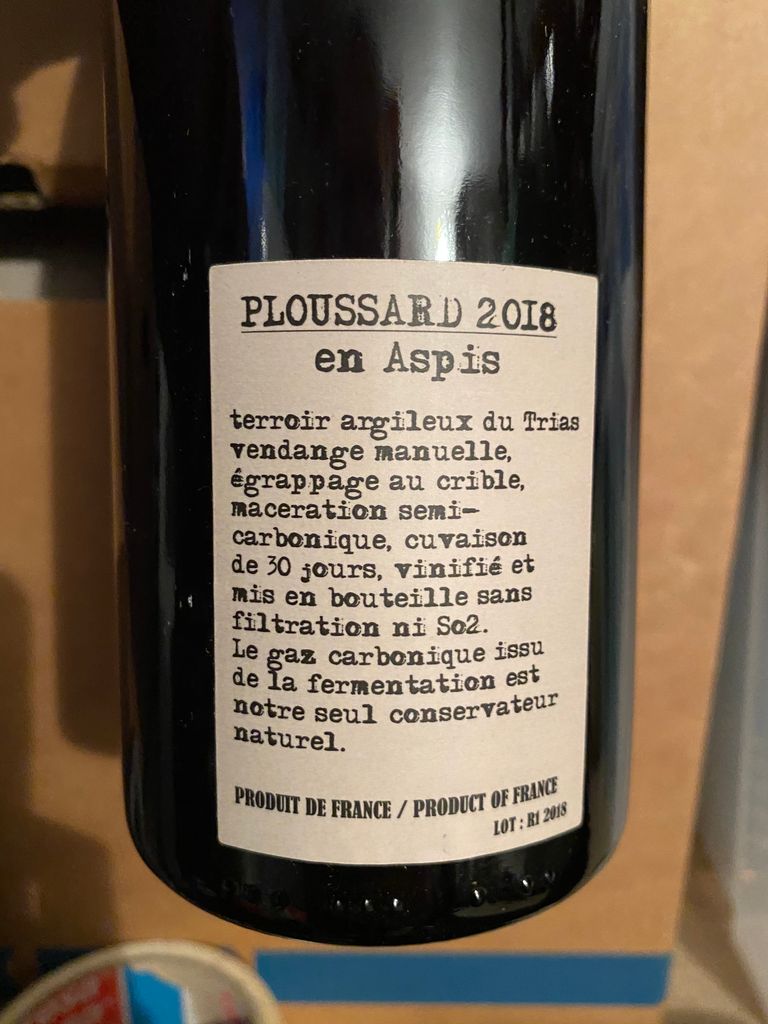 PLOUSSARD 2018
en Aspis
terroir argileux du Trias
vendange manuelle,
égrappage au crible,
maceration semi-
carbonique, cuvaison
de 30 jours, vinifié et
mis en bouteille sans
filtration ni So2.
Le gaz carbonique issu
de la fermentation est
notre seul conservateur
naturel.
PRODUIT DE FRANCE / PRODUCT OF FRANCE
LOT : R1 2018